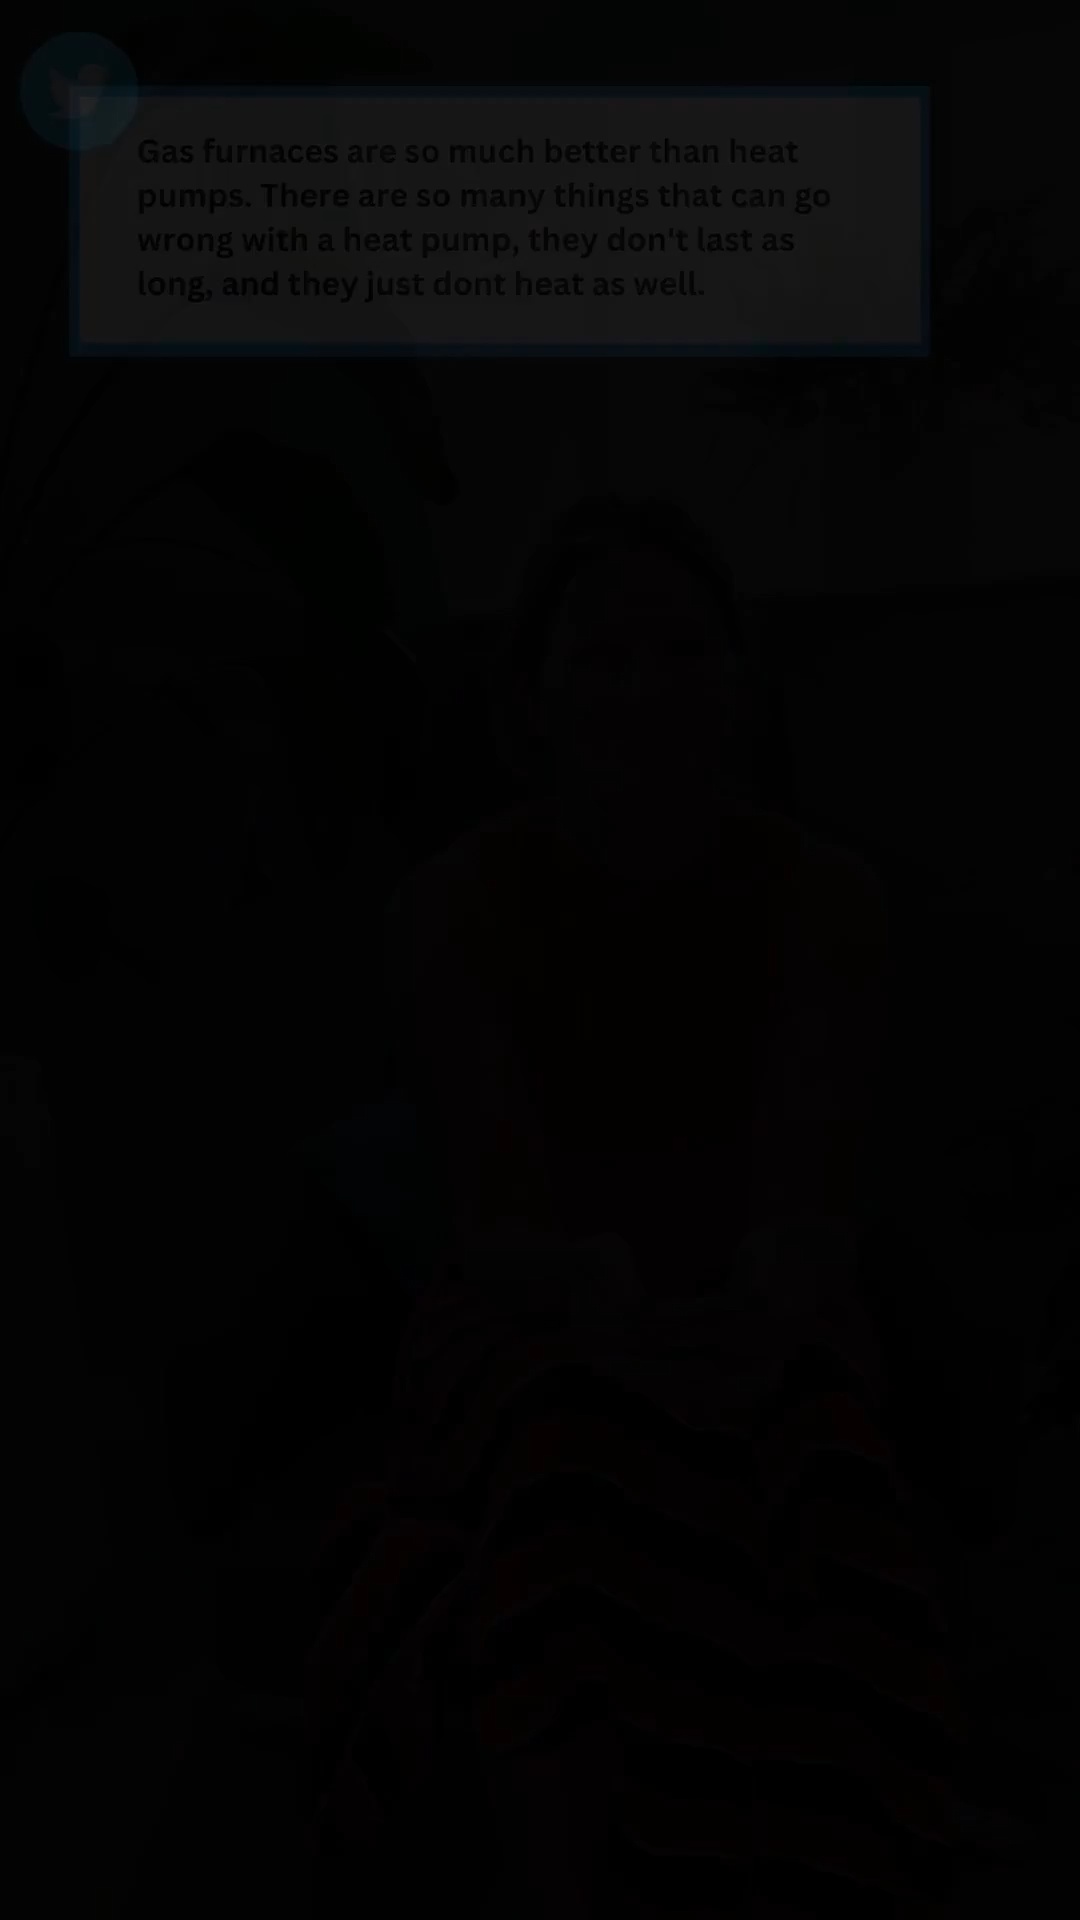 Gas furnaces are so much better than heat
pumps. There are so many things that can go
wrong with a heat pump, they don't last as
long, and they just dont heat as well.